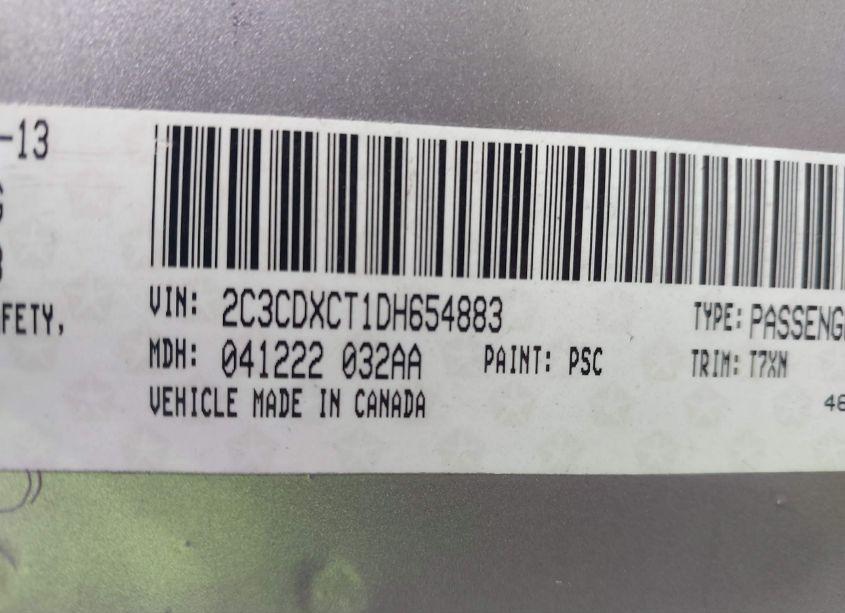 -13
FETY,
VIN: 2C3CDXCT1DH654883
TYPE: PASSENG
MDH: 041222 032AA PAINT: PSC TRIM: T7XN
VEHICLE MADE IN CANADA
46